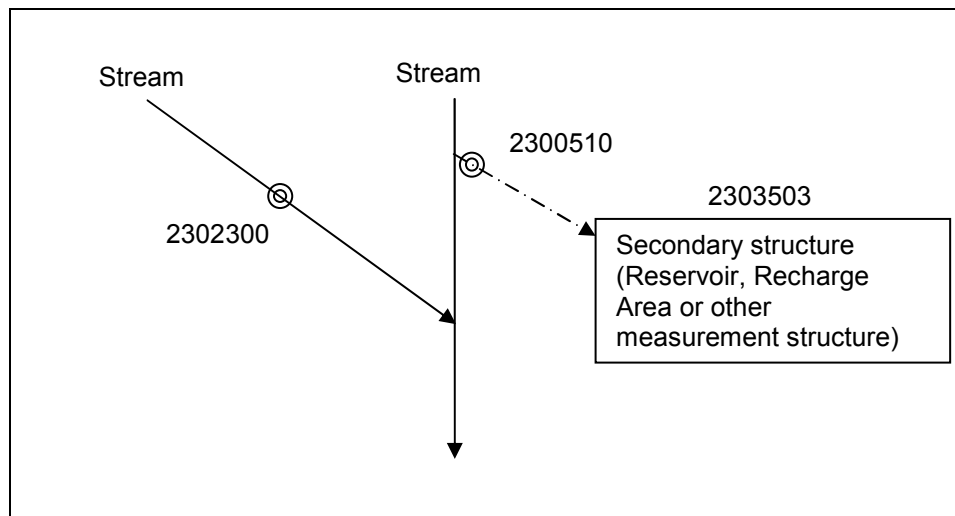 Stream
Stream
2300510
2302300
2303503
Secondary structure
(Reservoir, Recharge
Area or other
measurement structure)